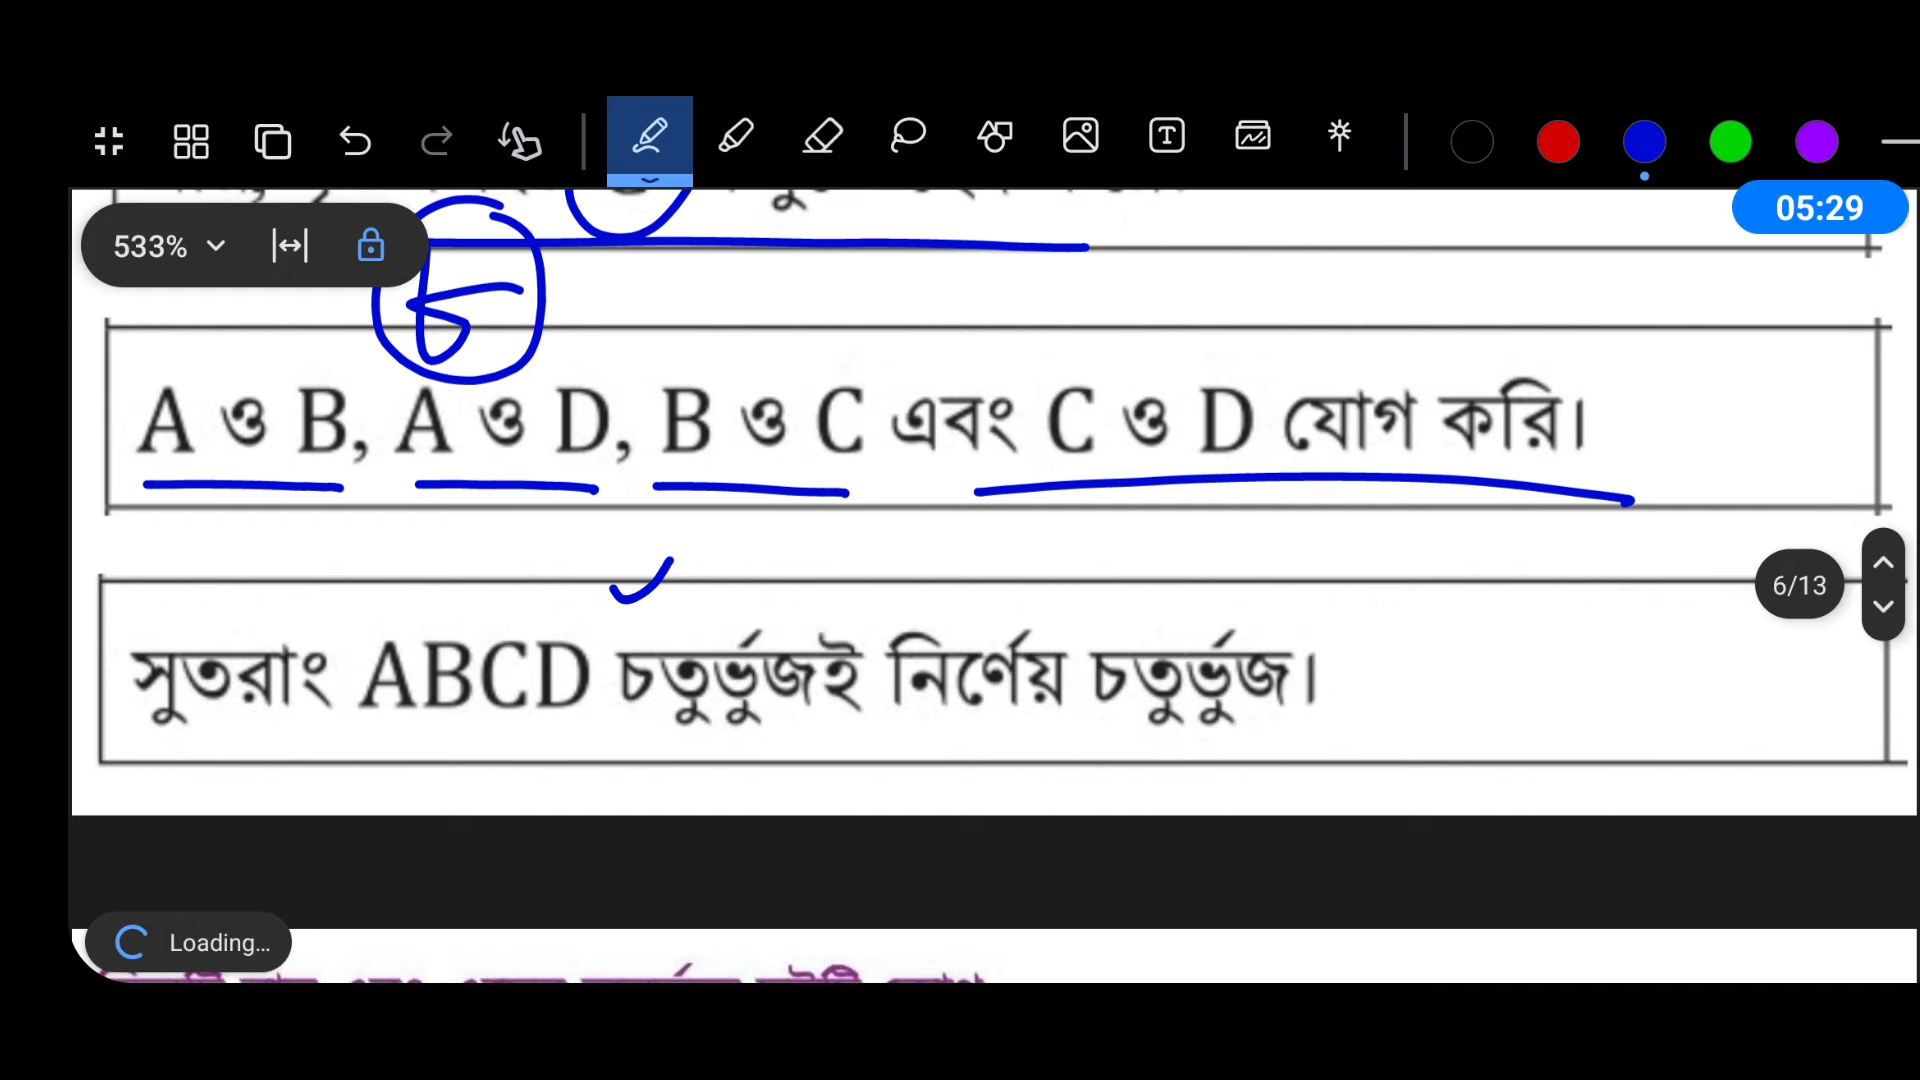 533%
05:29
A ও B, A ও D, B ও C এবং C ও D যোগ করি।
6/13
সুতরাং ABCD চতুর্ভুজই নির্ণেয় চতুর্ভুজ।
Loading...